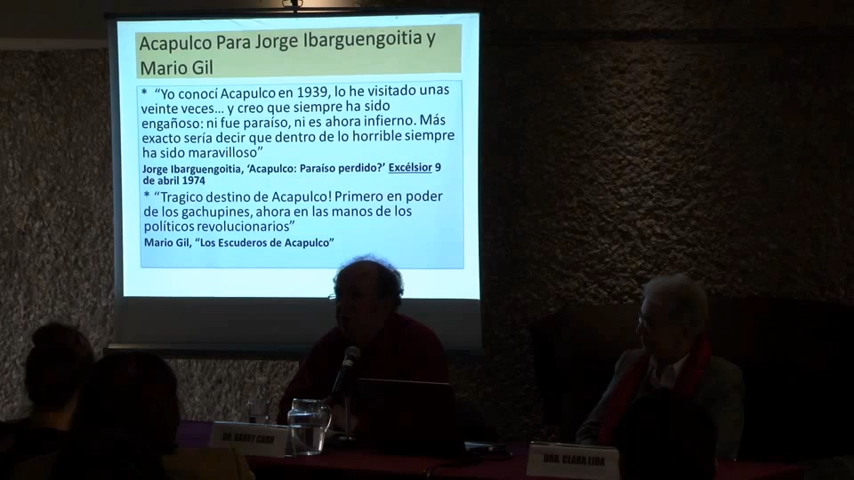 Acapulco Para Jorge Ibarguengoitia y
Mario Gil
* “Yo conocí Acapulco en 1939, lo he visitado unas
veinte veces... y creo que siempre ha sido
engañoso: ni fue paraíso, ni es ahora infierno. Más
exacto sería decir que dentro de lo horrible siempre
ha sido maravilloso”
Jorge Ibarguengoitia, ‘Acapulco: Paraíso perdido?’ Excélsior 9
de abril 1974
* “Tragico destino de Acapulco! Primero en poder
de los gachupines, ahora en las manos de los
políticos revolucionarios”
Mario Gil, “Los Escuderos de Acapulco”
DR. BARRY CARR
DRA. CLARA LIDA